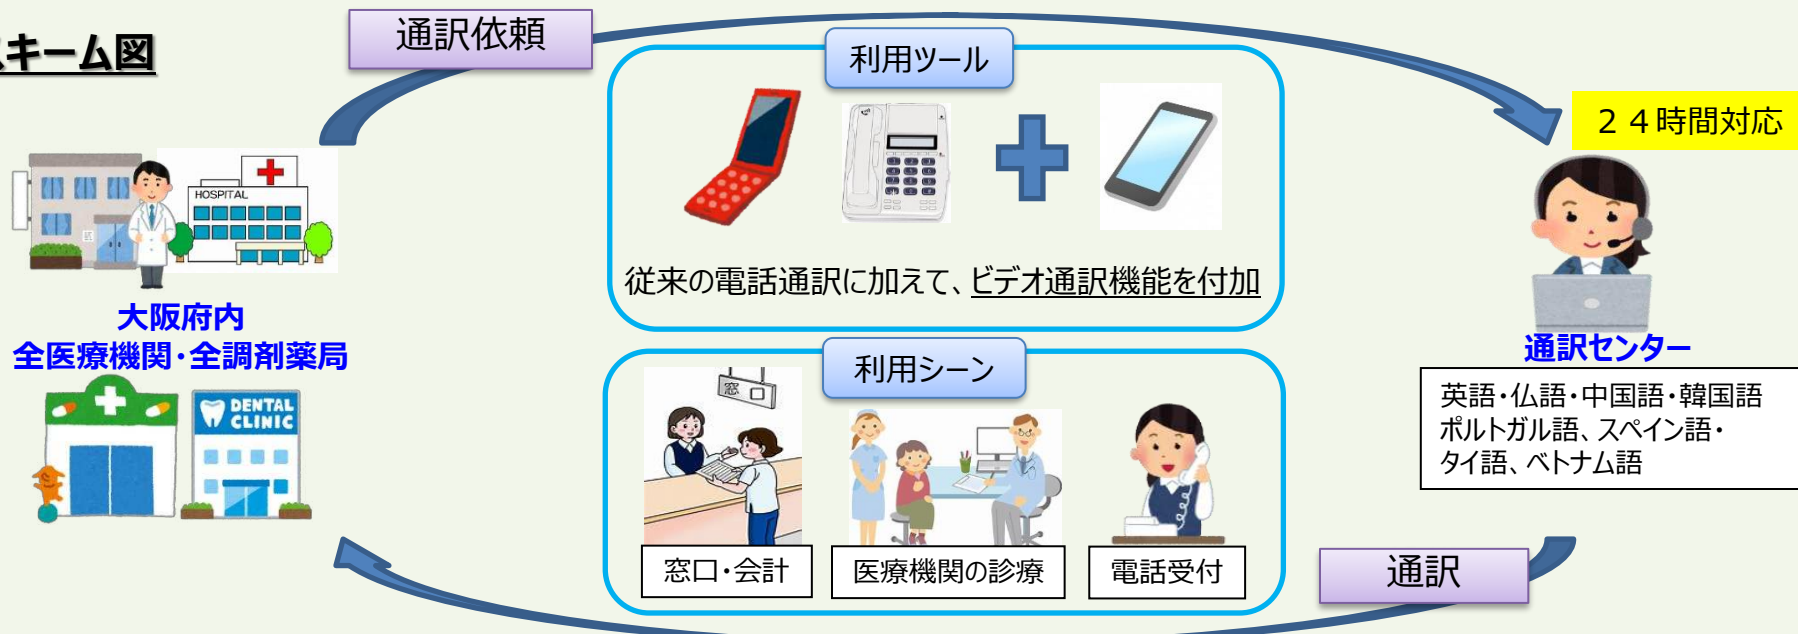 スキーム図
通訳依頼
利用ツール
24時間対応
HOSPITAL
従来の電話通訳に加えて、ビデオ通訳機能を付加
大阪府内
全医療機関・全調剤薬局
DENTAL
CLINIC
利用シーン
窓口
窓口・会計
医療機関の診療
電話受付
通訳センター
英語・仏語・中国語・韓国語
ポルトガル語、スペイン語・
タイ語、ベトナム語
通訳